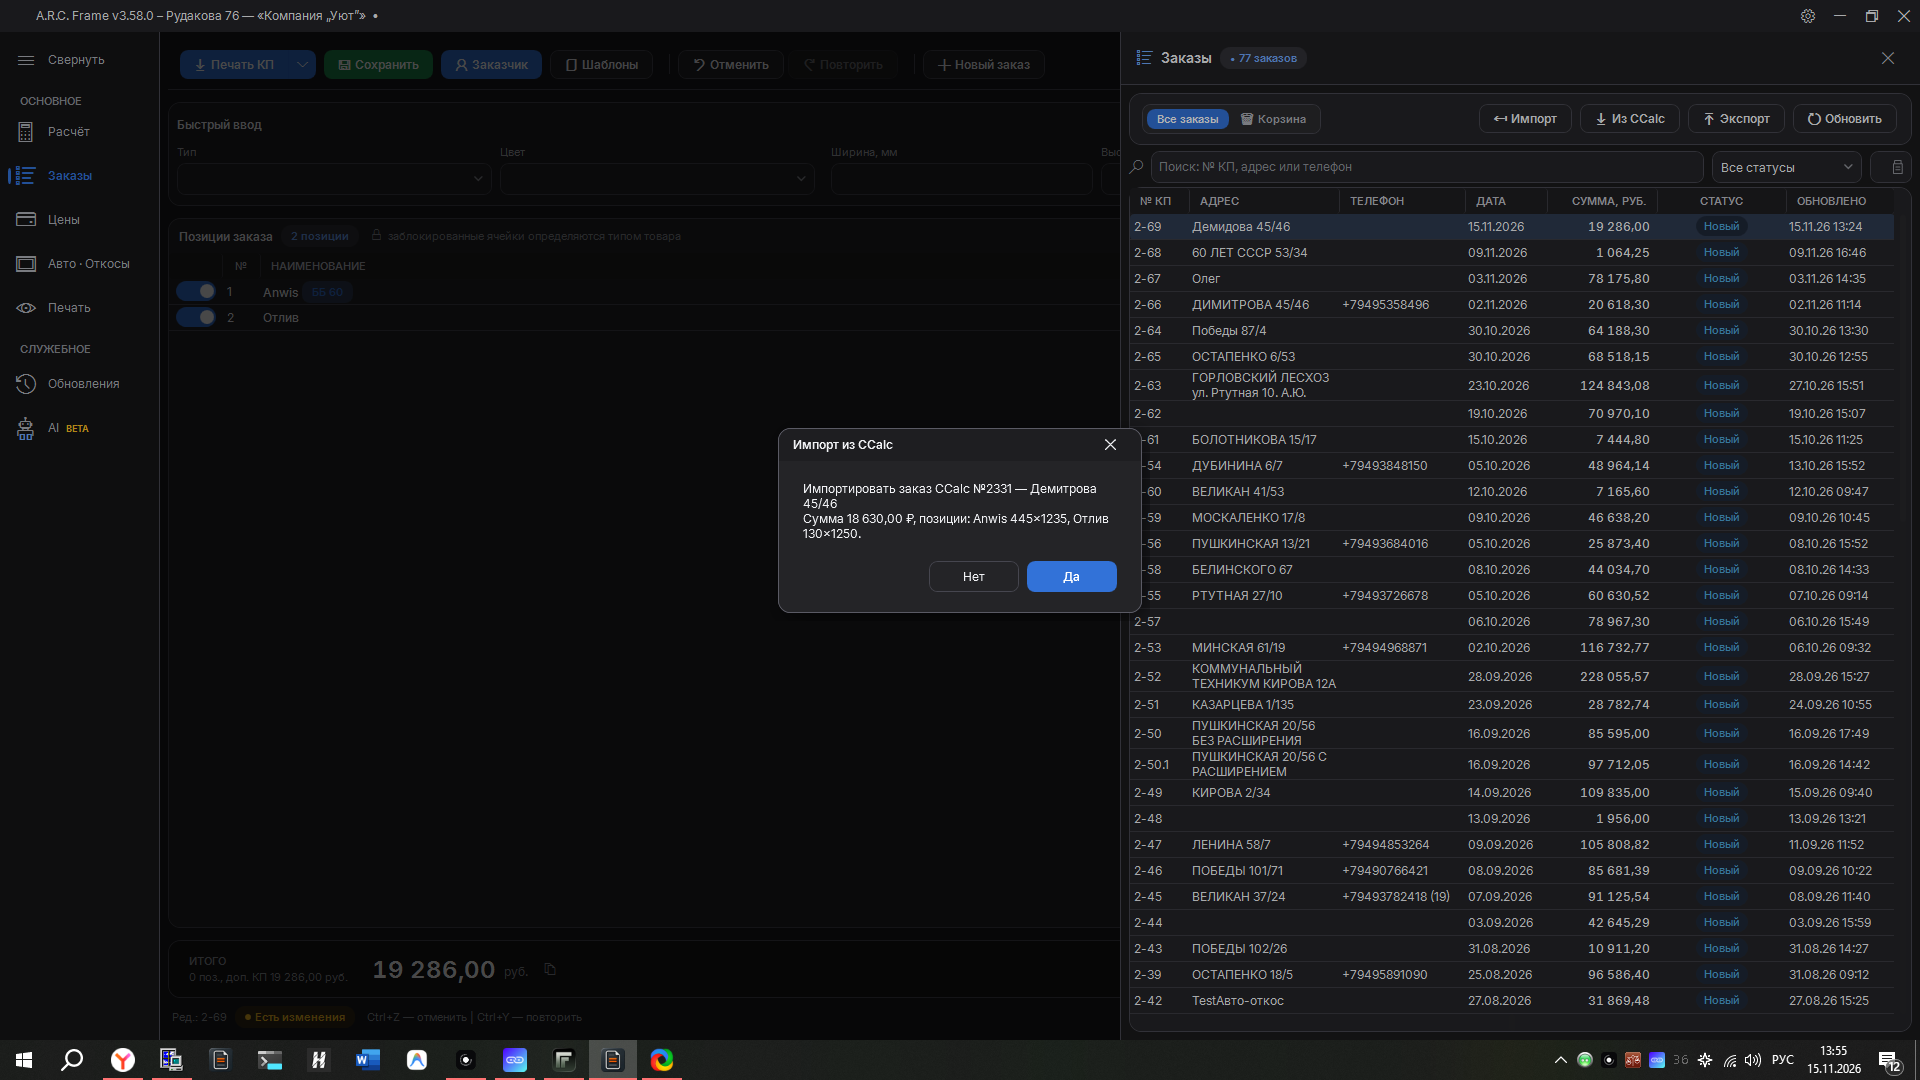 A.R.C. Frame v3.58.0 – Рудакова 76 — «Компания „Уют“» •
Свернуть
ОСНОВНОЕ
Расчёт
Заказы
Цены
Авто · Откосы
Печать
СЛУЖЕБНОЕ
Обновления
AI BETA
Печать КП
Сохранить
Заказчик
Шаблоны
Отменить
Повторить
Новый заказ
Быстрый ввод
Тип
Цвет
Ширина, мм
Выс
Позиции заказа 2 позиции заблокированные ячейки определяются типом товара
№ НАИМЕНОВАНИЕ
1 Anwis 55 60
2 Отлив
ИТОГО
0 поз., доп. КП 19 286,00 руб.
19 286,00 руб.
Ред.: 2-69 • Есть изменения Ctrl+Z — отменить | Ctrl+Y — повторить
Импорт из CCalc
Импортировать заказ CCalc №2331 — Демитрова
45/46
Сумма 18 630,00 ₽, позиции: Anwis 445×1235, Отлив
130×1250.
Нет
Да
Заказы • 77 заказов
Все заказы
Корзина
Импорт
Из CCalc
Экспорт
Обновить
Поиск: № КП, адрес или телефон
Все статусы
№ КП АДРЕС ТЕЛЕФОН ДАТА СУММА, РУБ. СТАТУС ОБНОВЛЕНО
2-69 Демидова 45/46 15.11.2026 19 286,00 Новый 15.11.26 13:24
2-68 60 ЛЕТ СССР 53/34 09.11.2026 1 064,25 Новый 09.11.26 16:46
2-67 Олег 03.11.2026 78 175,80 Новый 03.11.26 14:35
2-66 ДИМИТРОВА 45/46 +79495358496 02.11.2026 20 618,30 Новый 02.11.26 11:14
2-64 Победы 87/4 30.10.2026 64 188,30 Новый 30.10.26 13:30
2-65 ОСТАПЕНКО 6/53 30.10.2026 68 518,15 Новый 30.10.26 12:55
2-63 ГОРЛОВСКИЙ ЛЕСХОЗ ул. Ртутная 10. А.Ю. 23.10.2026 124 843,08 Новый 27.10.26 15:51
2-62 19.10.2026 70 970,10 Новый 19.10.26 15:07
-61 БОЛОТНИКОВА 15/17 15.10.2026 7 444,80 Новый 15.10.26 11:25
-54 ДУБИНИНА 6/7 +79493848150 05.10.2026 48 964,14 Новый 13.10.26 15:52
-60 ВЕЛИКАН 41/53 12.10.2026 7 165,60 Новый 12.10.26 09:47
-59 МОСКАЛЕНКО 17/8 09.10.2026 46 638,20 Новый 09.10.26 10:45
-56 ПУШКИНСКАЯ 13/21 +79493684016 05.10.2026 25 873,40 Новый 08.10.26 15:52
-58 БЕЛИНСКОГО 67 08.10.2026 44 034,70 Новый 08.10.26 14:33
-55 РТУТНАЯ 27/10 +79493726678 05.10.2026 60 630,52 Новый 07.10.26 09:14
2-57 06.10.2026 78 967,30 Новый 06.10.26 15:49
2-53 МИНСКАЯ 61/19 +79494968871 02.10.2026 116 732,77 Новый 06.10.26 09:32
2-52 КОММУНАЛЬНЫЙ ТЕХНИКУМ КИРОВА 12А 28.09.2026 228 055,57 Новый 28.09.26 15:27
2-51 КАЗАРЦЕВА 1/135 23.09.2026 28 782,74 Новый 24.09.26 10:55
2-50 ПУШКИНСКАЯ 20/56 БЕЗ РАСШИРЕНИЯ 16.09.2026 85 595,00 Новый 16.09.26 17:49
2-50.1 ПУШКИНСКАЯ 20/56 С РАСШИРЕНИЕМ 16.09.2026 97 712,05 Новый 16.09.26 14:42
2-49 КИРОВА 2/34 14.09.2026 109 835,00 Новый 15.09.26 09:40
2-48 13.09.2026 1 956,00 Новый 13.09.26 13:21
2-47 ЛЕНИНА 58/7 +79494853264 09.09.2026 105 808,82 Новый 11.09.26 11:52
2-46 ПОБЕДЫ 101/71 +79490766421 08.09.2026 85 681,39 Новый 09.09.26 10:22
2-45 ВЕЛИКАН 37/24 +79493782418 (19) 07.09.2026 91 125,54 Новый 08.09.26 11:40
2-44 03.09.2026 42 645,29 Новый 03.09.26 15:59
2-43 ПОБЕДЫ 102/26 31.08.2026 10 911,20 Новый 31.08.26 14:27
2-39 ОСТАПЕНКО 18/5 +79495891090 25.08.2026 96 586,40 Новый 31.08.26 09:12
2-42 TestАвто-откос 27.08.2026 31 869,48 Новый 27.08.26 15:25
36
РУС
13:55
15.11.2026
12